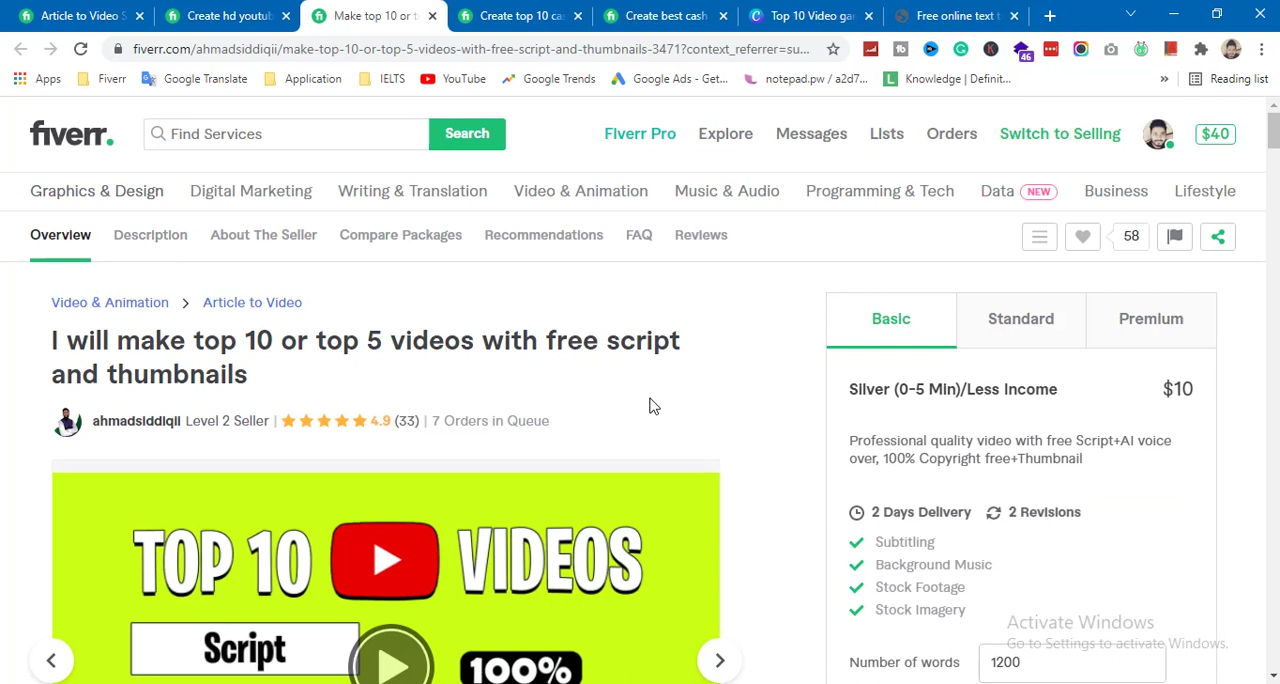 Article to Video S
Create hd youtub
Make top 10 or t
Create top 10 ca
Create best cash
Top 10 Video ga
Free online text t
fiverr.com/ahmadsiddiqii/make-top-10-or-top-5-videos-with-free-script-and-thumbnails-3471?context_referrer=su...
46
Apps
Fiverr
Google Translate
Application
IELTS
YouTube
Google Trends
Google Ads - Get...
notepad.pw / a2d7...
Knowledge | Definit...
»
Reading list
fiverr.
Find Services
Search
Fiverr Pro
Explore
Messages
Lists
Orders
Switch to Selling
$40
Graphics & Design
Digital Marketing
Writing & Translation
Video & Animation
Music & Audio
Programming & Tech
Data NEW
Business
Lifestyle
Overview
Description
About The Seller
Compare Packages
Recommendations
FAQ
Reviews
58
Video & Animation > Article to Video
I will make top 10 or top 5 videos with free script
and thumbnails
ahmadsiddiqii Level 2 Seller | 4.9 (33) | 7 Orders in Queue
TOP 10 VIDEOS
Script
100%
Basic
Standard
Premium
Silver (0-5 Min)/Less Income
$10
Professional quality video with free Script+AI voice
over, 100% Copyright free+Thumbnail
2 Days Delivery
2 Revisions
Subtitling
Background Music
Stock Footage
Stock Imagery
Number of words
1200
Activate Windows
Go to Settings to activate Windows.